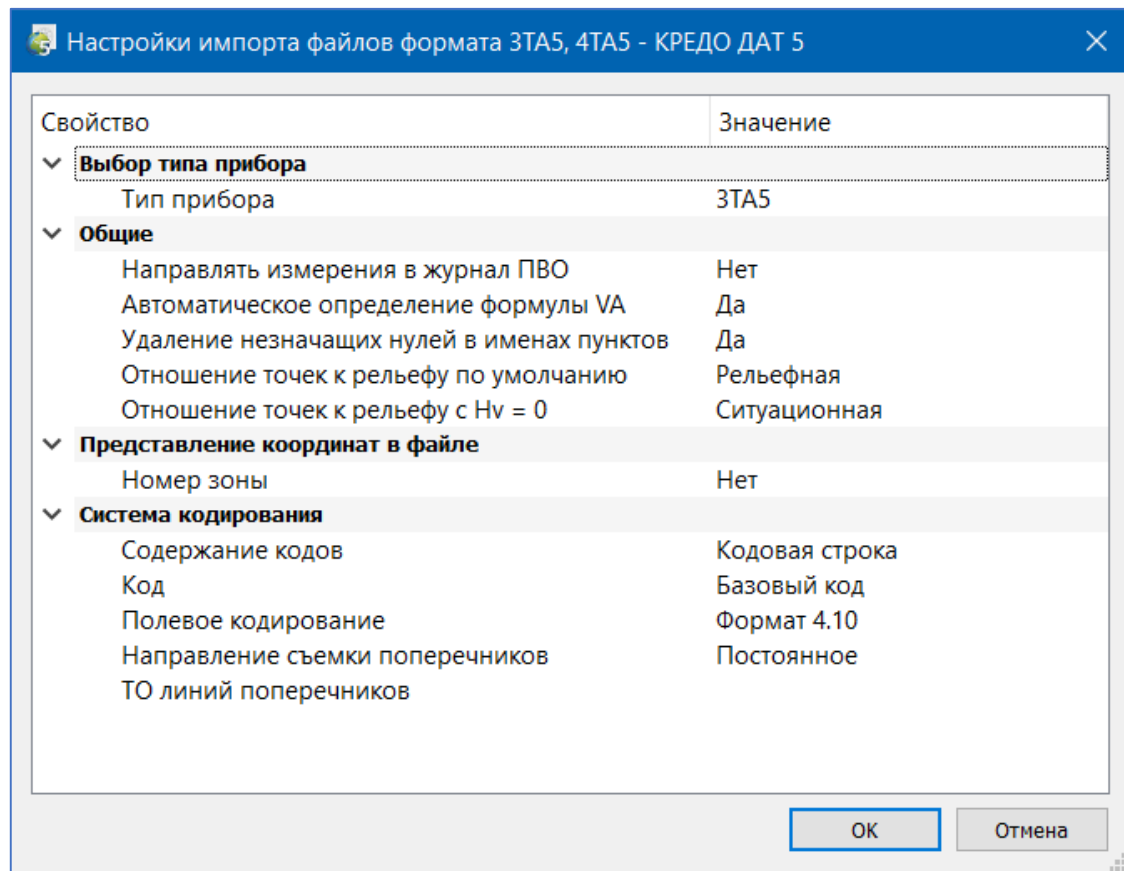 Настройки импорта файлов формата 3TA5, 4TA5 - КРЕДО ДАТ 5
Свойство Значение
Выбор типа прибора
Тип прибора 3TA5
Общие
Направлять измерения в журнал ПВО Нет
Автоматическое определение формулы VA Да
Удаление незначащих нулей в именах пунктов Да
Отношение точек к рельефу по умолчанию Рельефная
Отношение точек к рельефу с Hv = 0 Ситуационная
Представление координат в файле
Номер зоны Нет
Система кодирования
Содержание кодов Кодовая строка
Код Базовый код
Полевое кодирование Формат 4.10
Направление съемки поперечников Постоянное
ТО линий поперечников
ОК Отмена